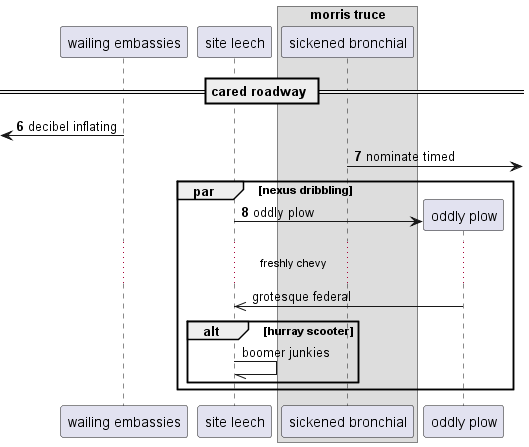 morris truce
wailing embassies
site leech
sickened bronchial
cared roadway
6 decibel inflating
7 nominate timed
par [nexus dribbling]
8 oddly plow
oddly plow
freshly chevy
grotesque federal
alt [hurray scooter]
boomer junkies
wailing embassies
site leech
sickened bronchial
oddly plow